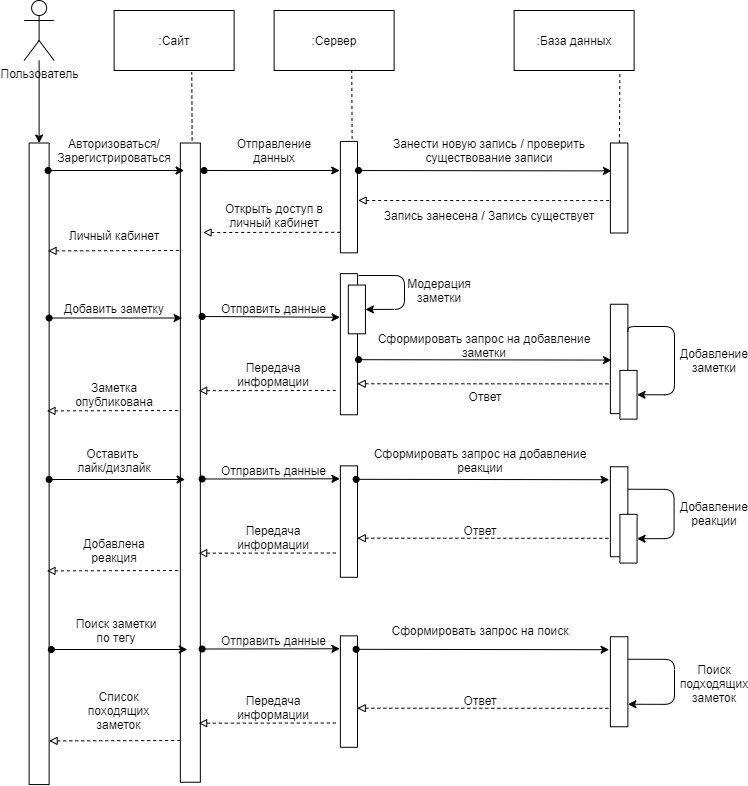 Пользователь
:Сайт
:Сервер
:База данных
Авторизоваться/
Зарегистрироваться
Отправление
данных
Занести новую запись / проверить
существование записи
Открыть доступ в
личный кабинет
Запись занесена / Запись существует
Личный кабинет
Модерация
заметки
Добавить заметку
Отправить данные
Сформировать запрос на добавление
заметки
Добавление
заметки
Передача
информации
Ответ
Заметка
опубликована
Оставить
лайк/дизлайк
Отправить данные
Сформировать запрос на добавление
реакции
Добавление
реакции
Передача
информации
Ответ
Добавлена
реакция
Поиск заметки
по тегу
Отправить данные
Сформировать запрос на поиск
Поиск
подходящих
заметок
Передача
информации
Ответ
Список
походящих
заметок